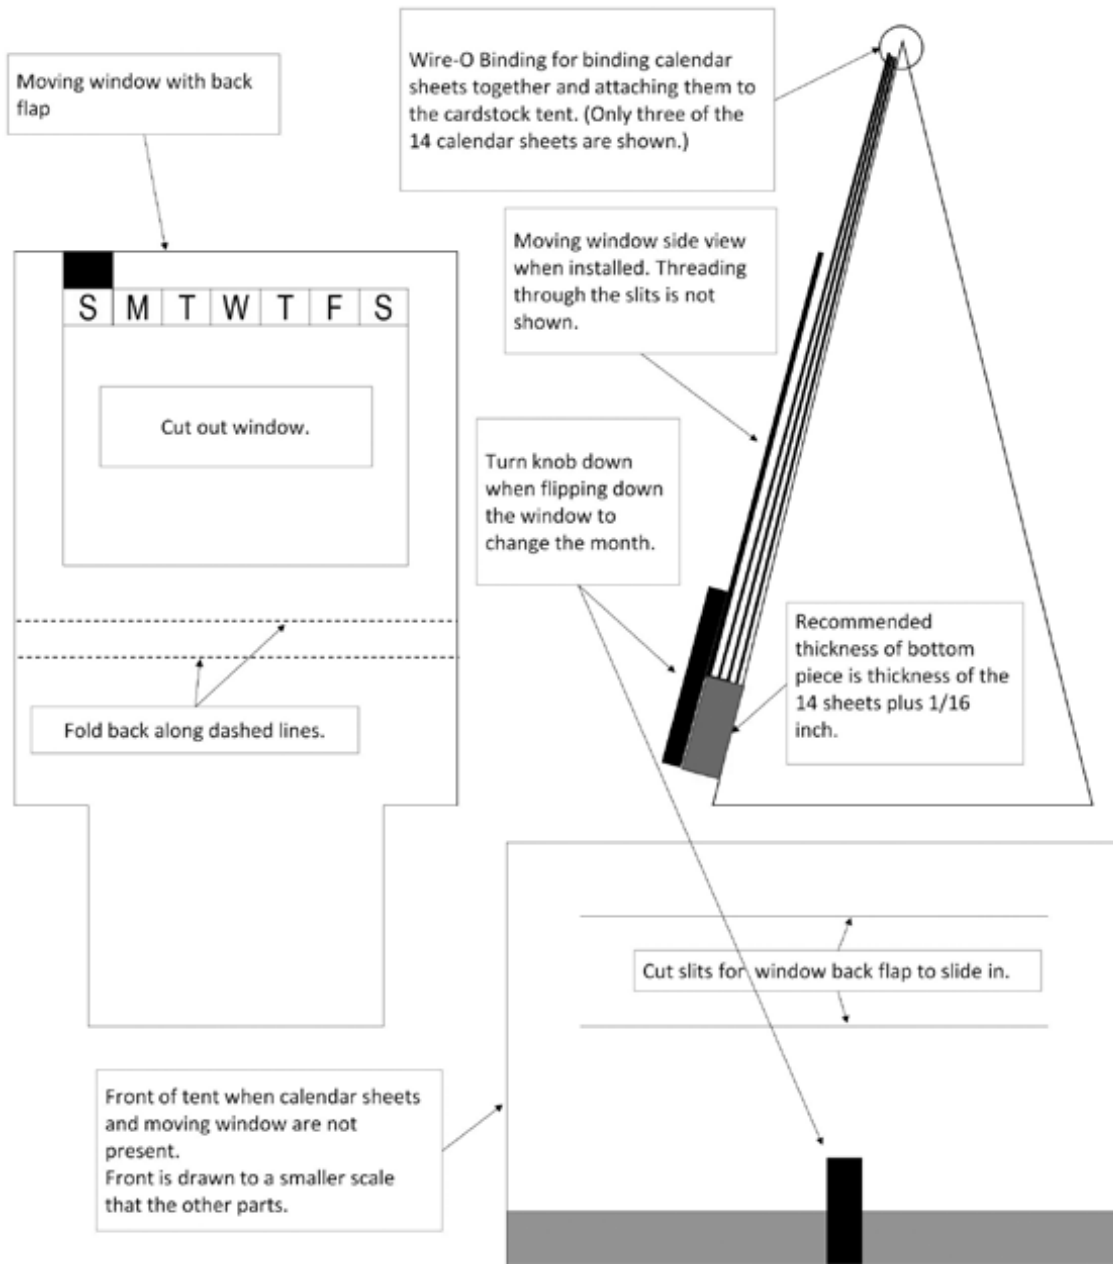 Moving window with back
flap
Wire-O Binding for binding calendar
sheets together and attaching them to
the cardstock tent. (Only three of the
14 calendar sheets are shown.)
Moving window side view
when installed. Threading
through the slits is not
shown.
S M T W T F S
Cut out window.
Turn knob down
when flipping down
the window to
change the month.
Recommended
thickness of bottom
piece is thickness of the
14 sheets plus 1/16
inch.
Fold back along dashed lines.
Cut slits for window back flap to slide in.
Front of tent when calendar sheets
and moving window are not
present.
Front is drawn to a smaller scale
that the other parts.